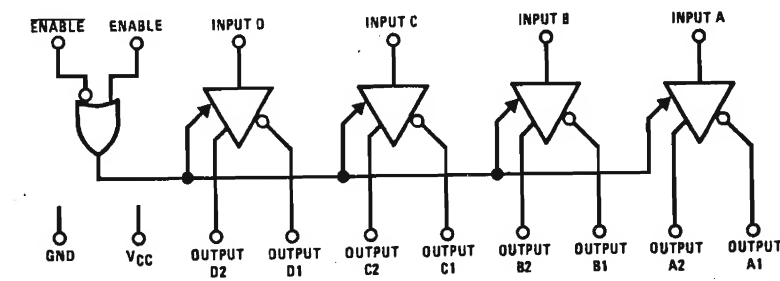 E̅N̅A̅B̅L̅E̅ ENABLE INPUT D INPUT C INPUT B INPUT A
GND VCC OUTPUT D2 OUTPUT D1 OUTPUT C2 OUTPUT C1 OUTPUT B2 OUTPUT B1 OUTPUT A2 OUTPUT A1